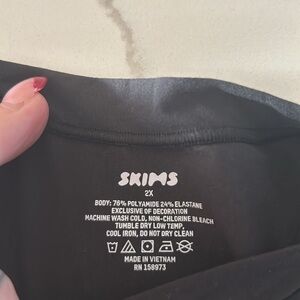 SKIMS
2X
BODY: 76% POLYAMIDE 24% ELASTANE
EXCLUSIVE OF DECORATION
MACHINE WASH COLD, NON-CHLORINE BLEACH
TUMBLE DRY LOW TEMP,
COOL IRON, DO NOT DRY CLEAN
MADE IN VIETNAM
RN 158973